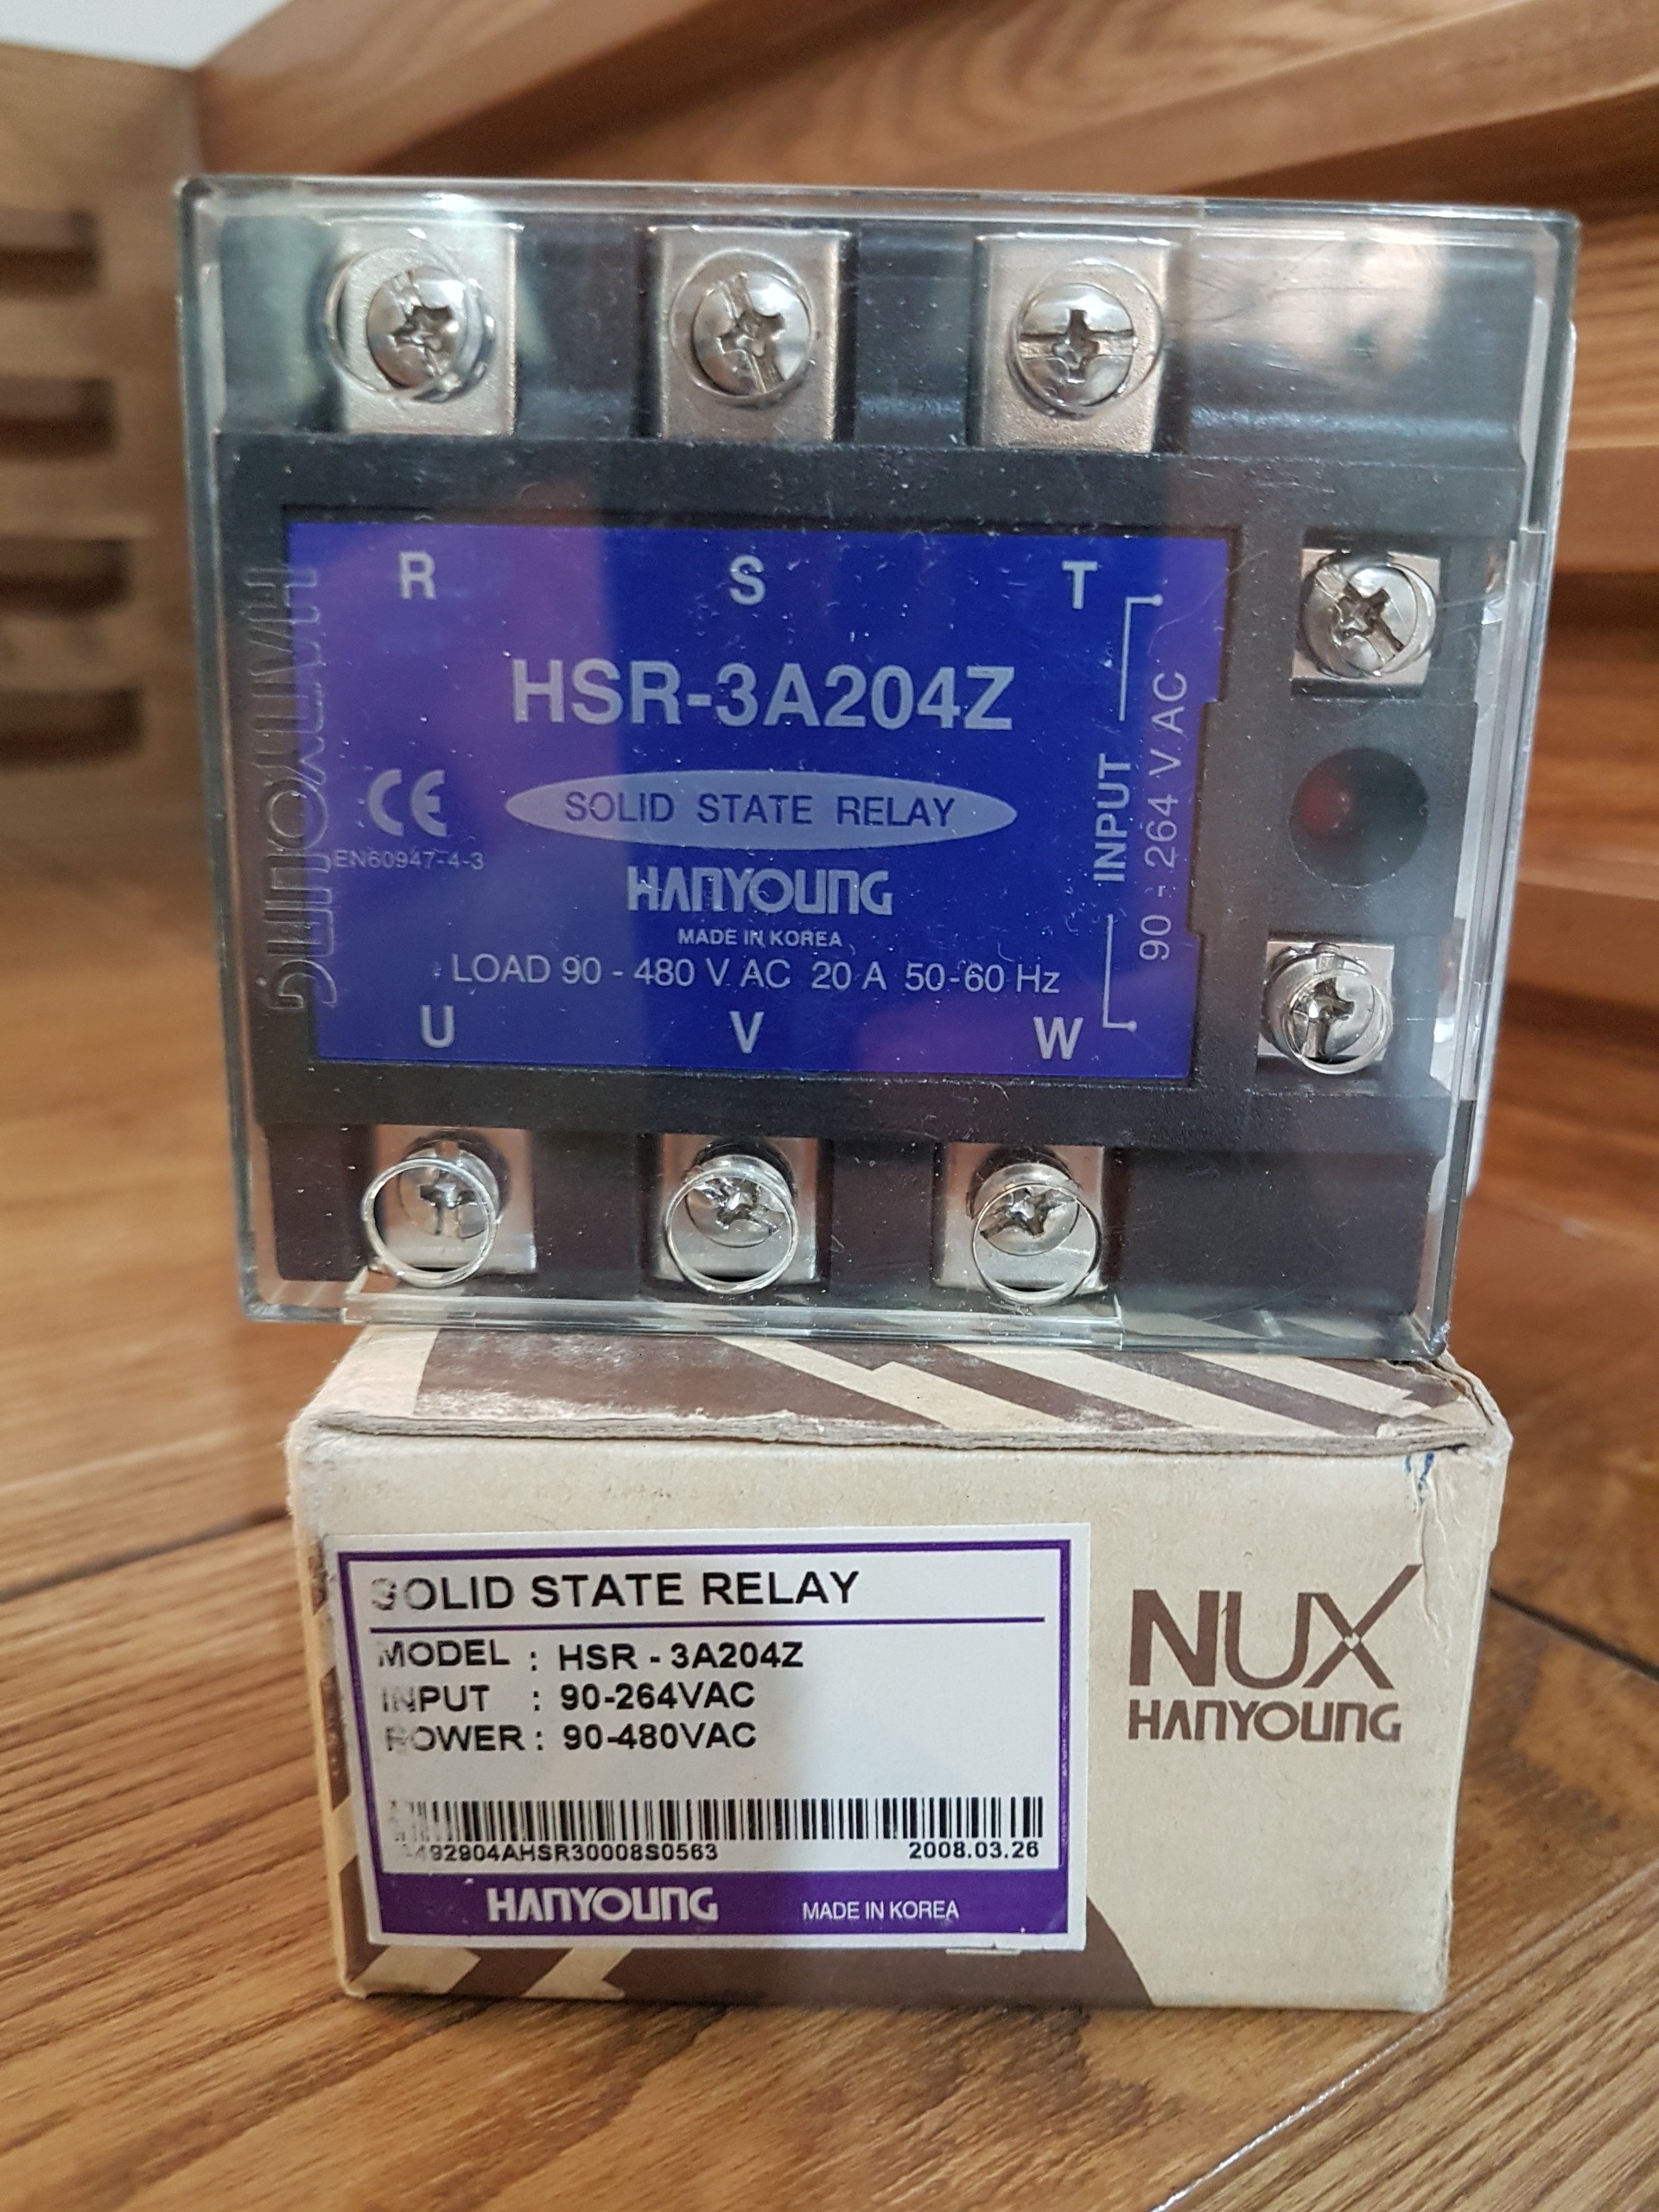 R S T
HSR-3A204Z
INPUT
90 - 264 V AC
CE
EN60947-4-3
SOLID STATE RELAY
HANYOUNG
HANYOUNG
MADE IN KOREA
LOAD 90 - 480 V AC 20 A 50-60 Hz
U V W
SOLID STATE RELAY
MODEL : HSR - 3A204Z
INPUT : 90-264VAC
POWER : 90-480VAC
492904AHSR30008S0563 2008.03.26
HANYOUNG MADE IN KOREA
NUX
HANYOUNG